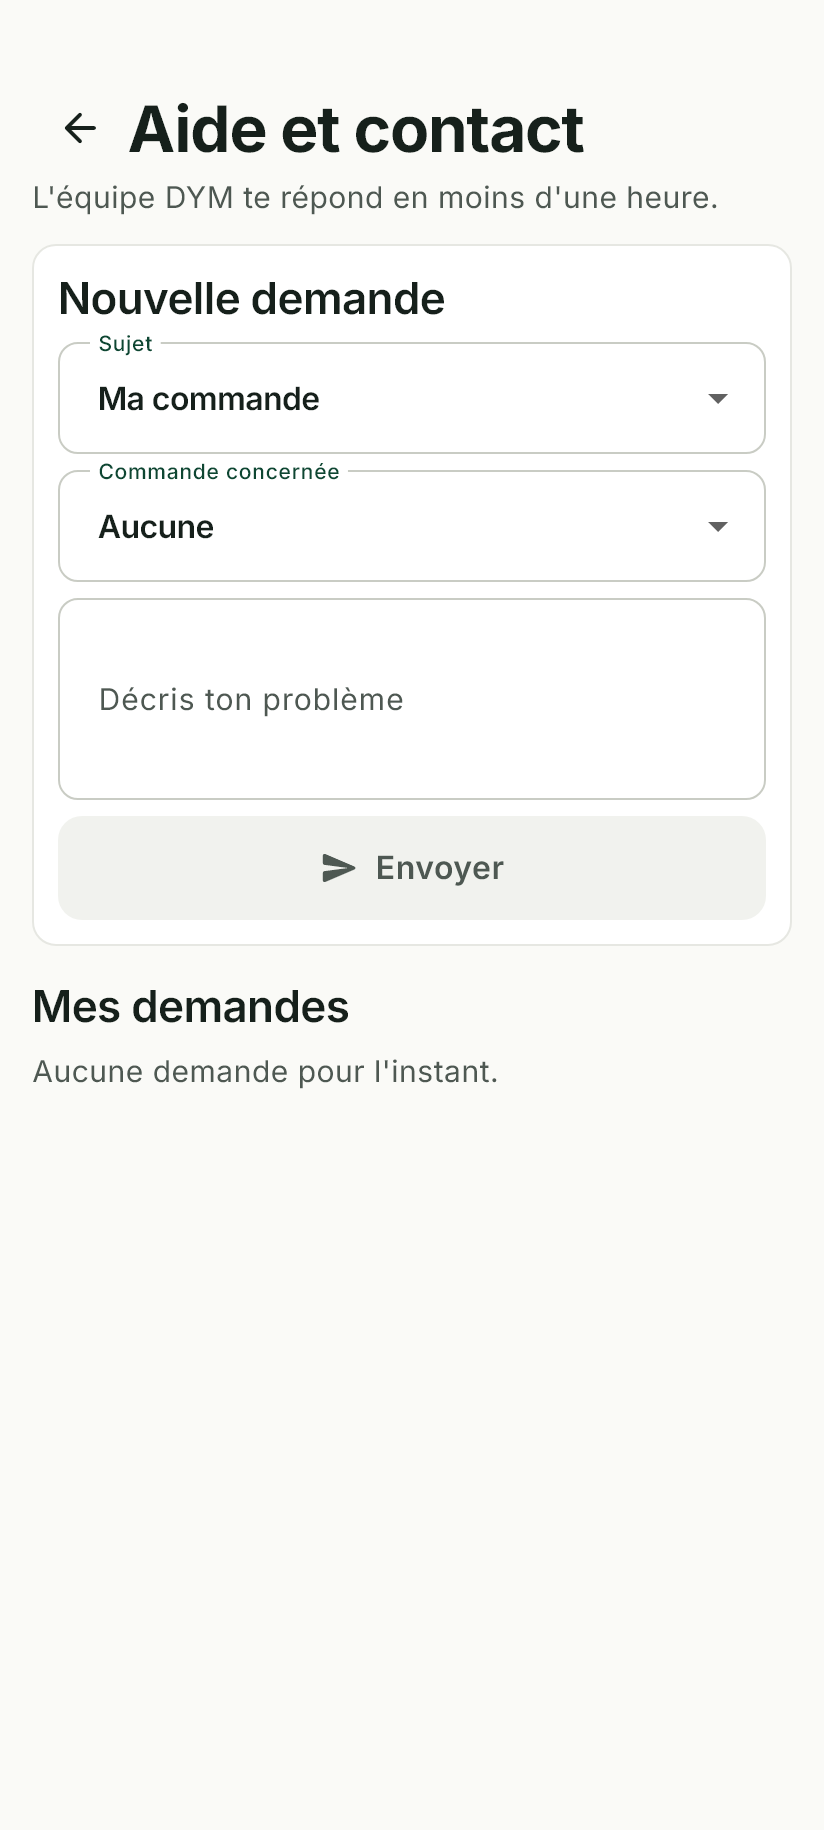 Aide et contact
L'équipe DYM te répond en moins d'une heure.
Nouvelle demande
Sujet
Ma commande
Commande concernée
Aucune
Décris ton problème
Envoyer
Mes demandes
Aucune demande pour l'instant.